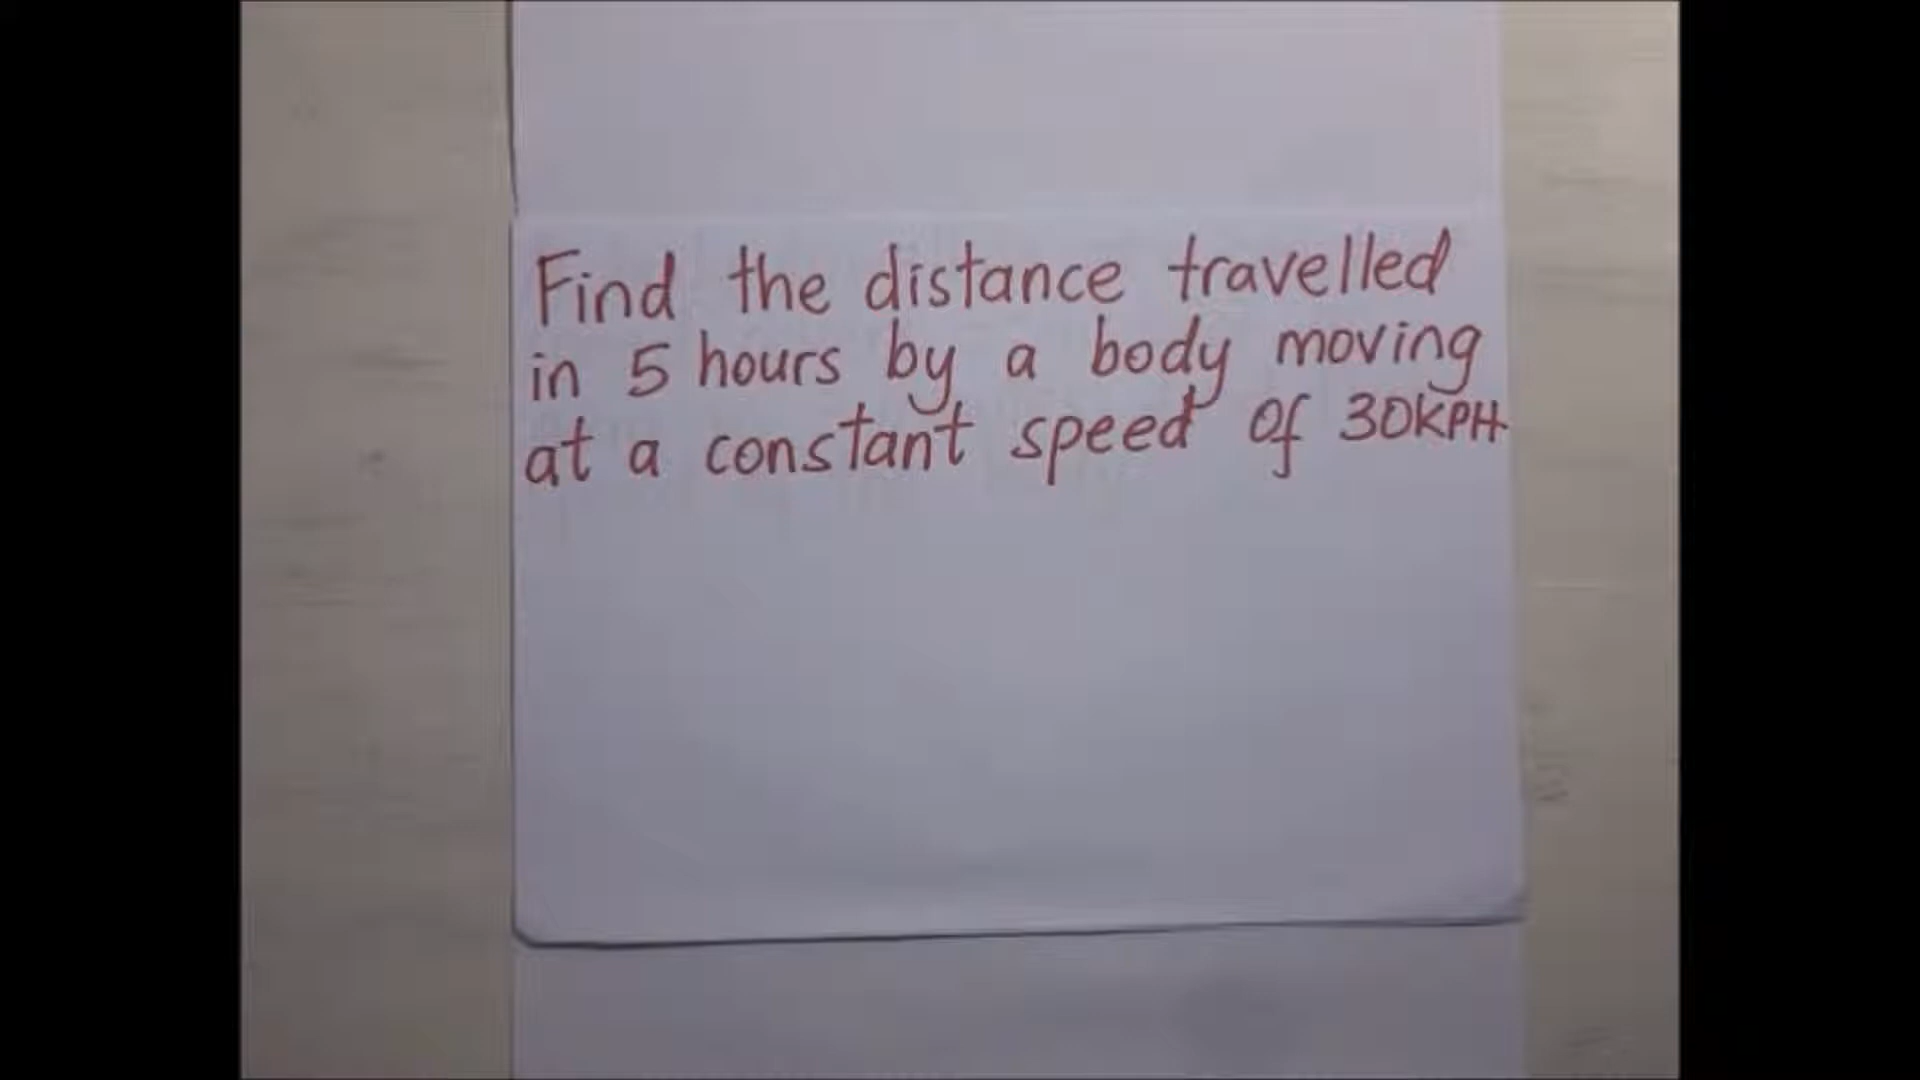 Find the distance travelled
in 5 hours by a body moving
at a constant speed of 30KPH